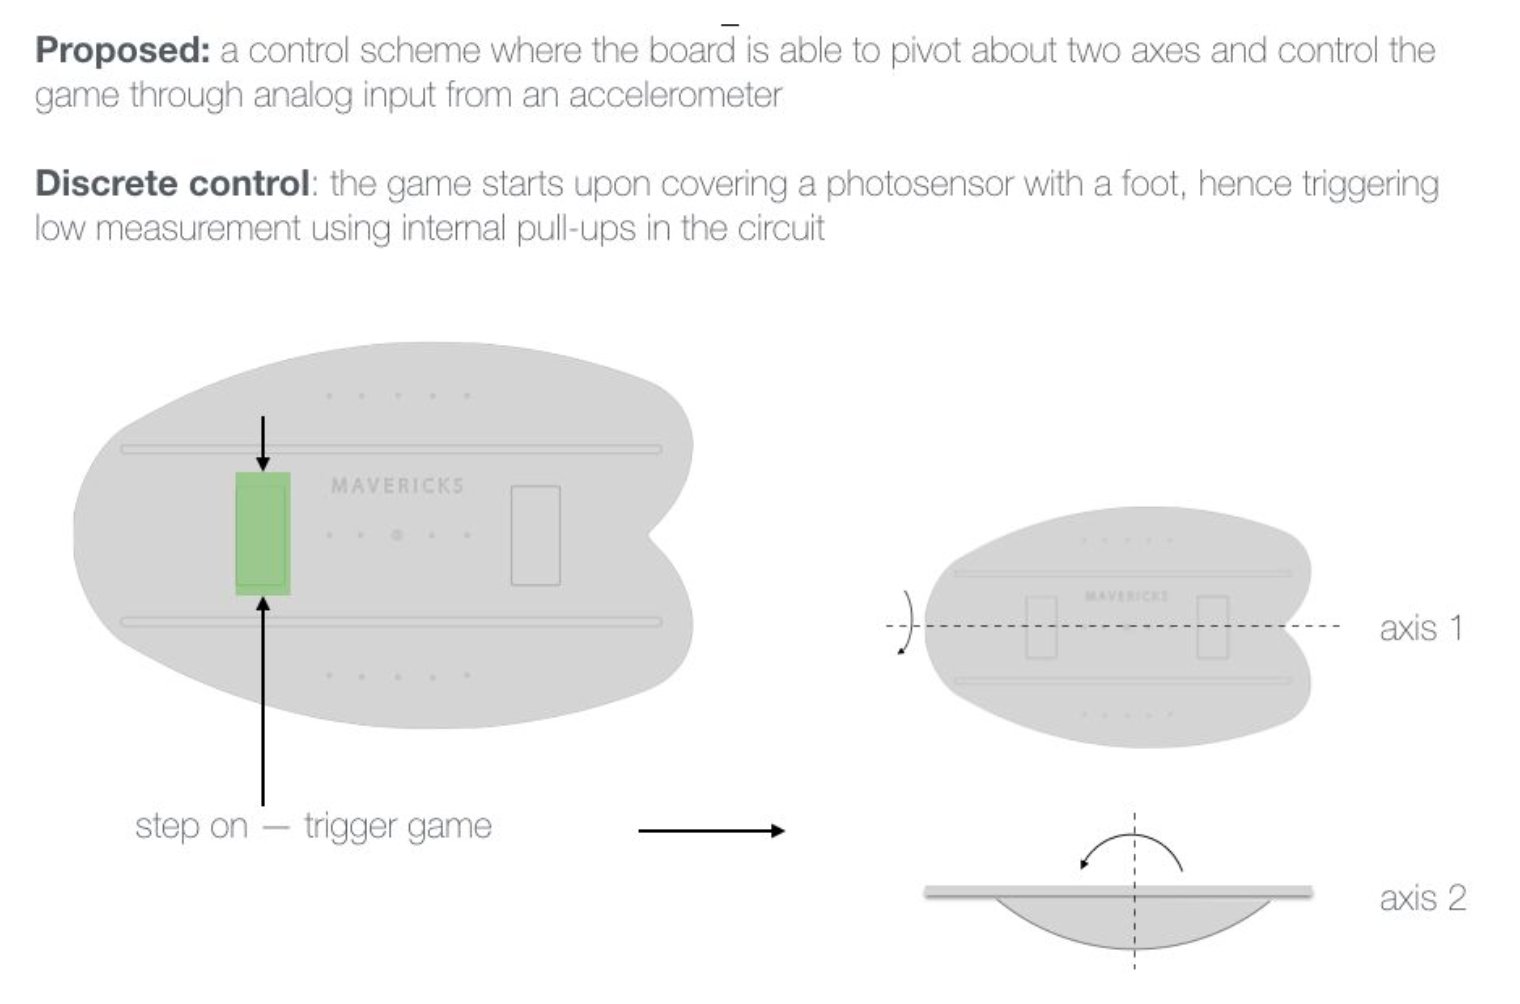 Proposed: a control scheme where the board is able to pivot about two axes and control the
game through analog input from an accelerometer
Discrete control: the game starts upon covering a photosensor with a foot, hence triggering
low measurement using internal pull-ups in the circuit
MAVERICKS
MAVERICKS
axis 1
step on — trigger game
axis 2